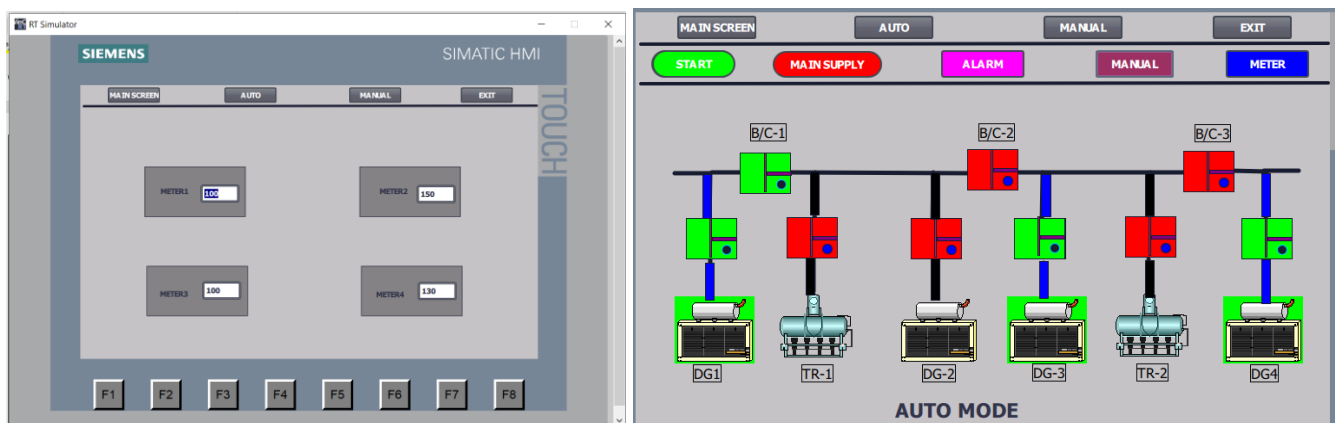 RT Simulator
SIEMENS
SIMATIC HMI
TOUCH
MAIN SCREEN AUTO MANUAL EXIT
METER1 100
METER2 150
METER3 100
METER4 130
F1 F2 F3 F4 F5 F6 F7 F8
MAIN SCREEN AUTO MANUAL EXIT
START MAIN SUPPLY ALARM MANUAL METER
B/C-1 B/C-2 B/C-3
DG1 TR-1 DG-2 DG-3 TR-2 DG4
AUTO MODE